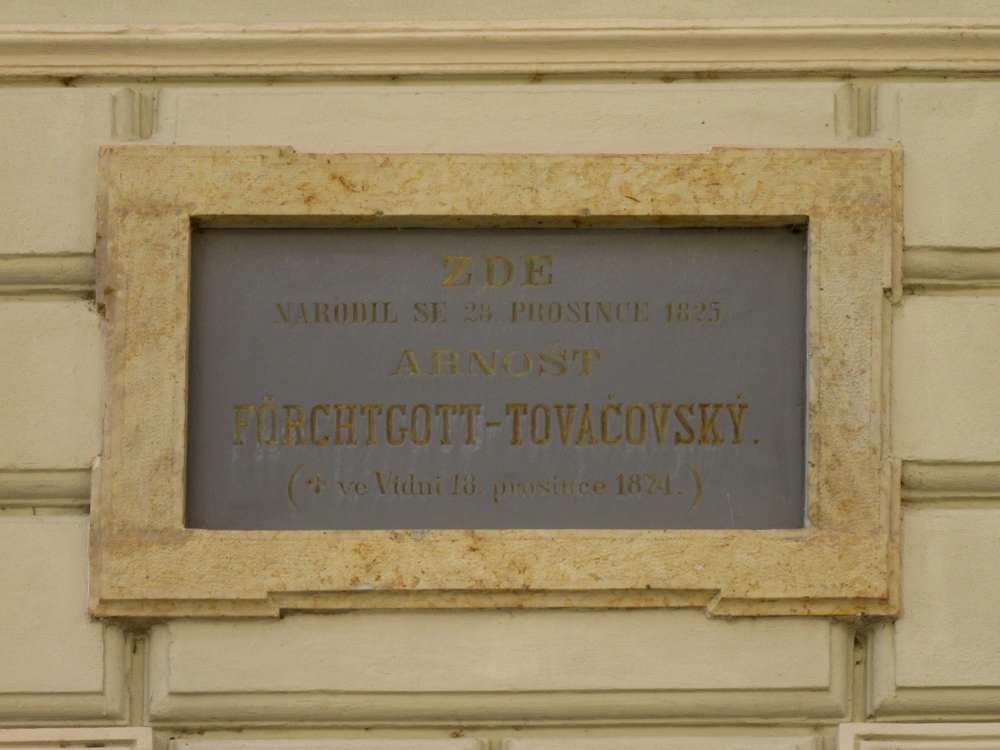 ZDE
NARODIL SE 28. PROSINCE 1825
ARNOŠT
FÖRCHTGOTT-TOVAČOVSKÝ.
(✝ ve Vídni 18. prosince 1874.)